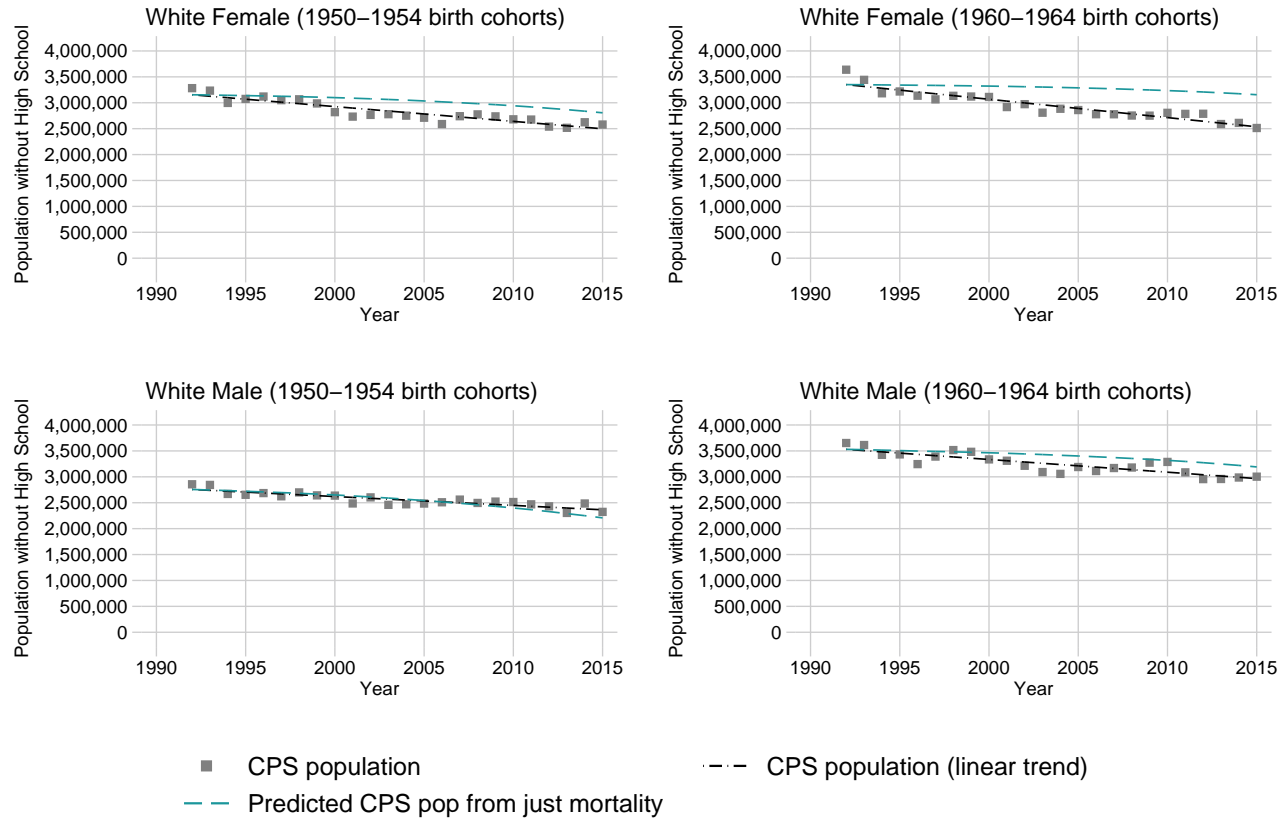 White Female (1950−1954 birth cohorts)
Population without High School
4,000,000
3,500,000
3,000,000
2,500,000
2,000,000
1,500,000
1,000,000
500,000
0
1990 1995 2000 2005 2010 2015
Year
White Female (1960−1964 birth cohorts)
Population without High School
4,000,000
3,500,000
3,000,000
2,500,000
2,000,000
1,500,000
1,000,000
500,000
0
1990 1995 2000 2005 2010 2015
Year
White Male (1950−1954 birth cohorts)
Population without High School
4,000,000
3,500,000
3,000,000
2,500,000
2,000,000
1,500,000
1,000,000
500,000
0
1990 1995 2000 2005 2010 2015
Year
White Male (1960−1964 birth cohorts)
Population without High School
4,000,000
3,500,000
3,000,000
2,500,000
2,000,000
1,500,000
1,000,000
500,000
0
1990 1995 2000 2005 2010 2015
Year
CPS population
CPS population (linear trend)
Predicted CPS pop from just mortality